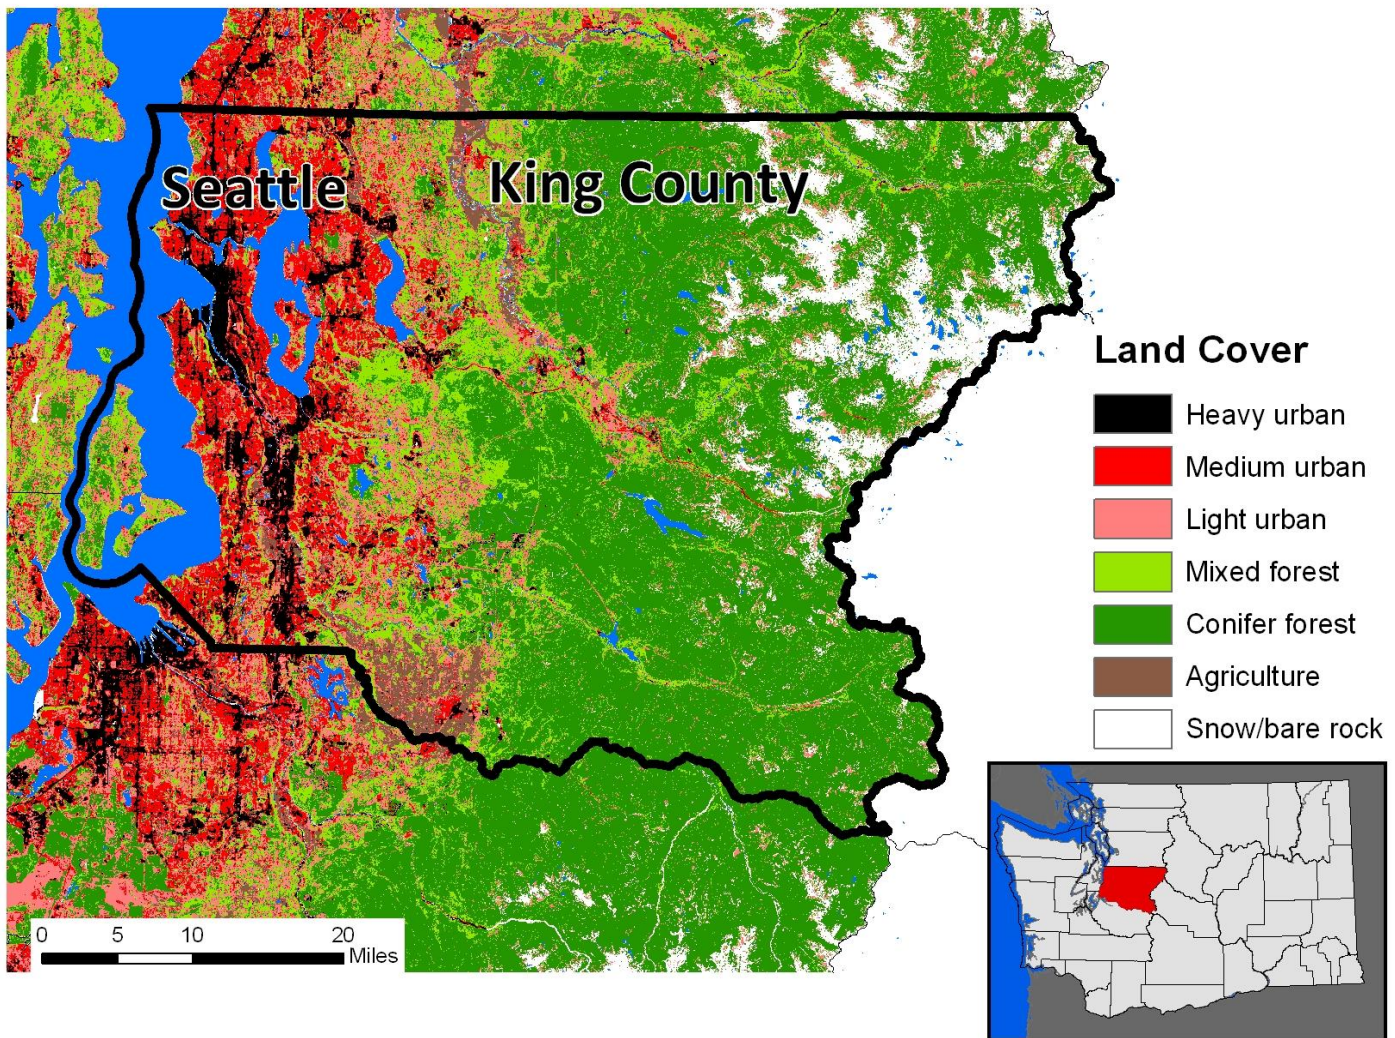 Seattle
King County
Land Cover
Heavy urban
Medium urban
Light urban
Mixed forest
Conifer forest
Agriculture
Snow/bare rock
0 5 10 20
Miles